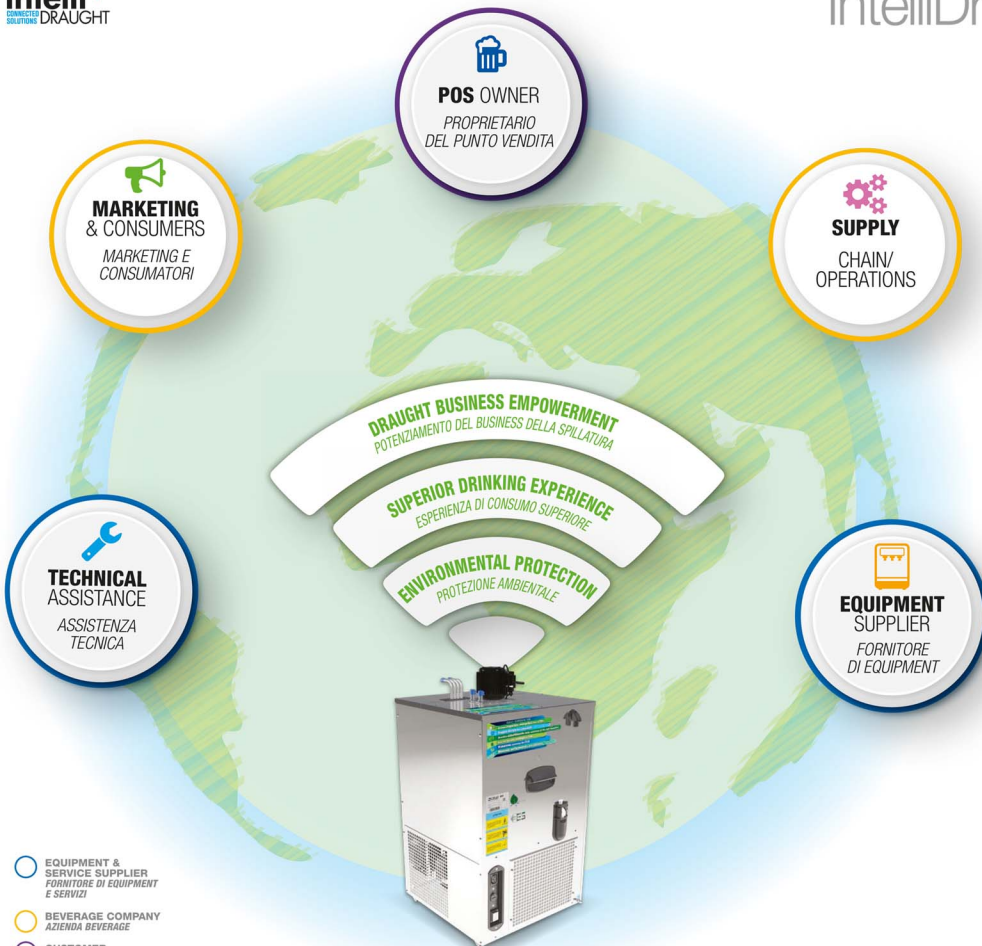 Intelli
CONNECTED
SOLUTIONS DRAUGHT
IntelliDr
POS OWNER
PROPRIETARIO
DEL PUNTO VENDITA
MARKETING
& CONSUMERS
MARKETING E
CONSUMATORI
SUPPLY
CHAIN/
OPERATIONS
DRAUGHT BUSINESS EMPOWERMENT
POTENZIAMENTO DEL BUSINESS DELLA SPILLATURA
SUPERIOR DRINKING EXPERIENCE
ESPERIENZA DI CONSUMO SUPERIORE
ENVIRONMENTAL PROTECTION
PROTEZIONE AMBIENTALE
TECHNICAL
ASSISTANCE
ASSISTENZA
TECNICA
EQUIPMENT
SUPPLIER
FORNITORE
DI EQUIPMENT
EQUIPMENT &
SERVICE SUPPLIER
FORNITORE DI EQUIPMENT
E SERVIZI
BEVERAGE COMPANY
AZIENDA BEVERAGE
CUSTOMER